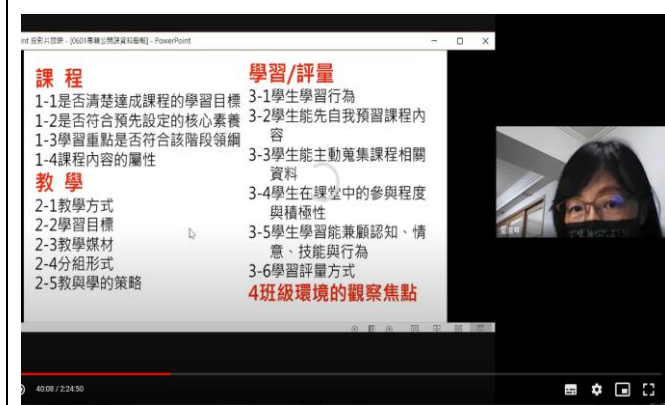 int 投影片放映 - [0601專輔公開課資料簡報] - PowerPoint
課 程
1-1是否清楚達成課程的學習目標
1-2是否符合預先設定的核心素養
1-3學習重點是否符合該階段領綱
1-4課程內容的屬性
教 學
2-1教學方式
2-2學習目標
2-3教學媒材
2-4分組形式
2-5教與學的策略
學習/評量
3-1學生學習行為
3-2學生能先自我預習課程內
容
3-3學生能主動蒐集課程相關
資料
3-4學生在課堂中的參與程度
與積極性
3-5學生學習能兼顧認知、情
意、技能與行為
3-6學習評量方式
4班級環境的觀察焦點
40:08 / 2:24:50